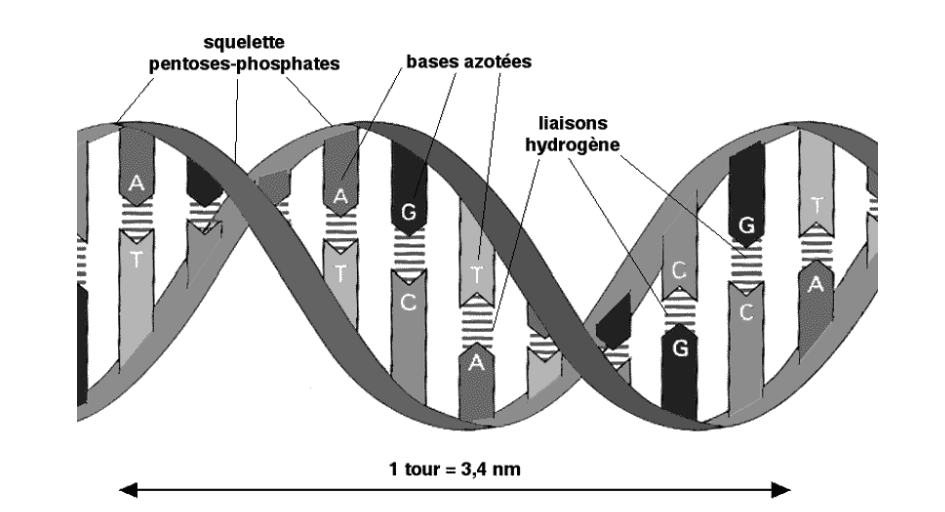 squelette
pentoses-phosphates
bases azotées
liaisons
hydrogène
A
T
A
T
G
C
T
A
C
G
G
C
T
A
1 tour = 3,4 nm